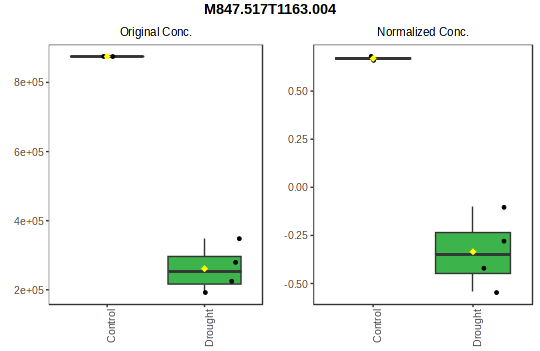 M847.517T1163.004
Original Conc.
Normalized Conc.
8e+05
6e+05
4e+05
2e+05
0.50
0.25
0.00
-0.25
-0.50
Control
Drought
Control
Drought